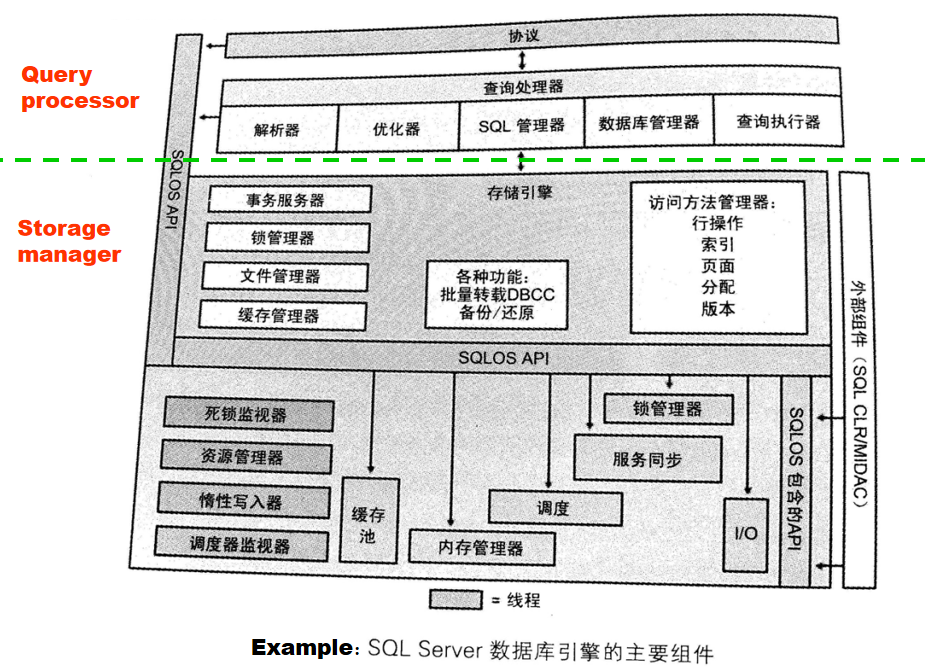 协议
Query
processor
查询处理器
解析器
优化器
SQL 管理器
数据库管理器
查询执行器
SQLOS API
Storage
manager
存储引擎
事务服务器
锁管理器
文件管理器
缓存管理器
各种功能：
批量转载DBCC
备份/还原
访问方法管理器：
行操作
索引
页面
分配
版本
外部组件（SQL CLR/MIDAC）
SQLOS API
死锁监视器
资源管理器
惰性写入器
调度器监视器
缓存
池
内存管理器
调度
服务同步
锁管理器
I/O
SQLOS 包含的API
= 线程
Example: SQL Server 数据库引擎的主要组件